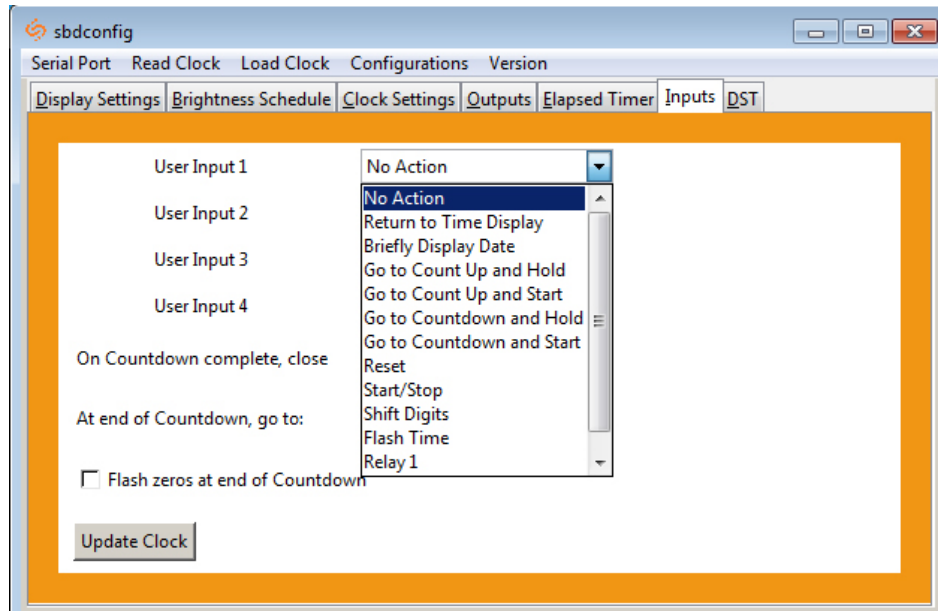 sbdconfig
Serial Port Read Clock Load Clock Configurations Version
Display Settings Brightness Schedule Clock Settings Outputs Elapsed Timer Inputs DST
User Input 1 No Action
No Action
User Input 2 Return to Time Display
Briefly Display Date
User Input 3 Go to Count Up and Hold
Go to Count Up and Start
User Input 4 Go to Countdown and Hold
Go to Countdown and Start
On Countdown complete, close Reset
Start/Stop
At end of Countdown, go to: Shift Digits
Flash Time
Relay 1
Flash zeros at end of Countdown
Update Clock